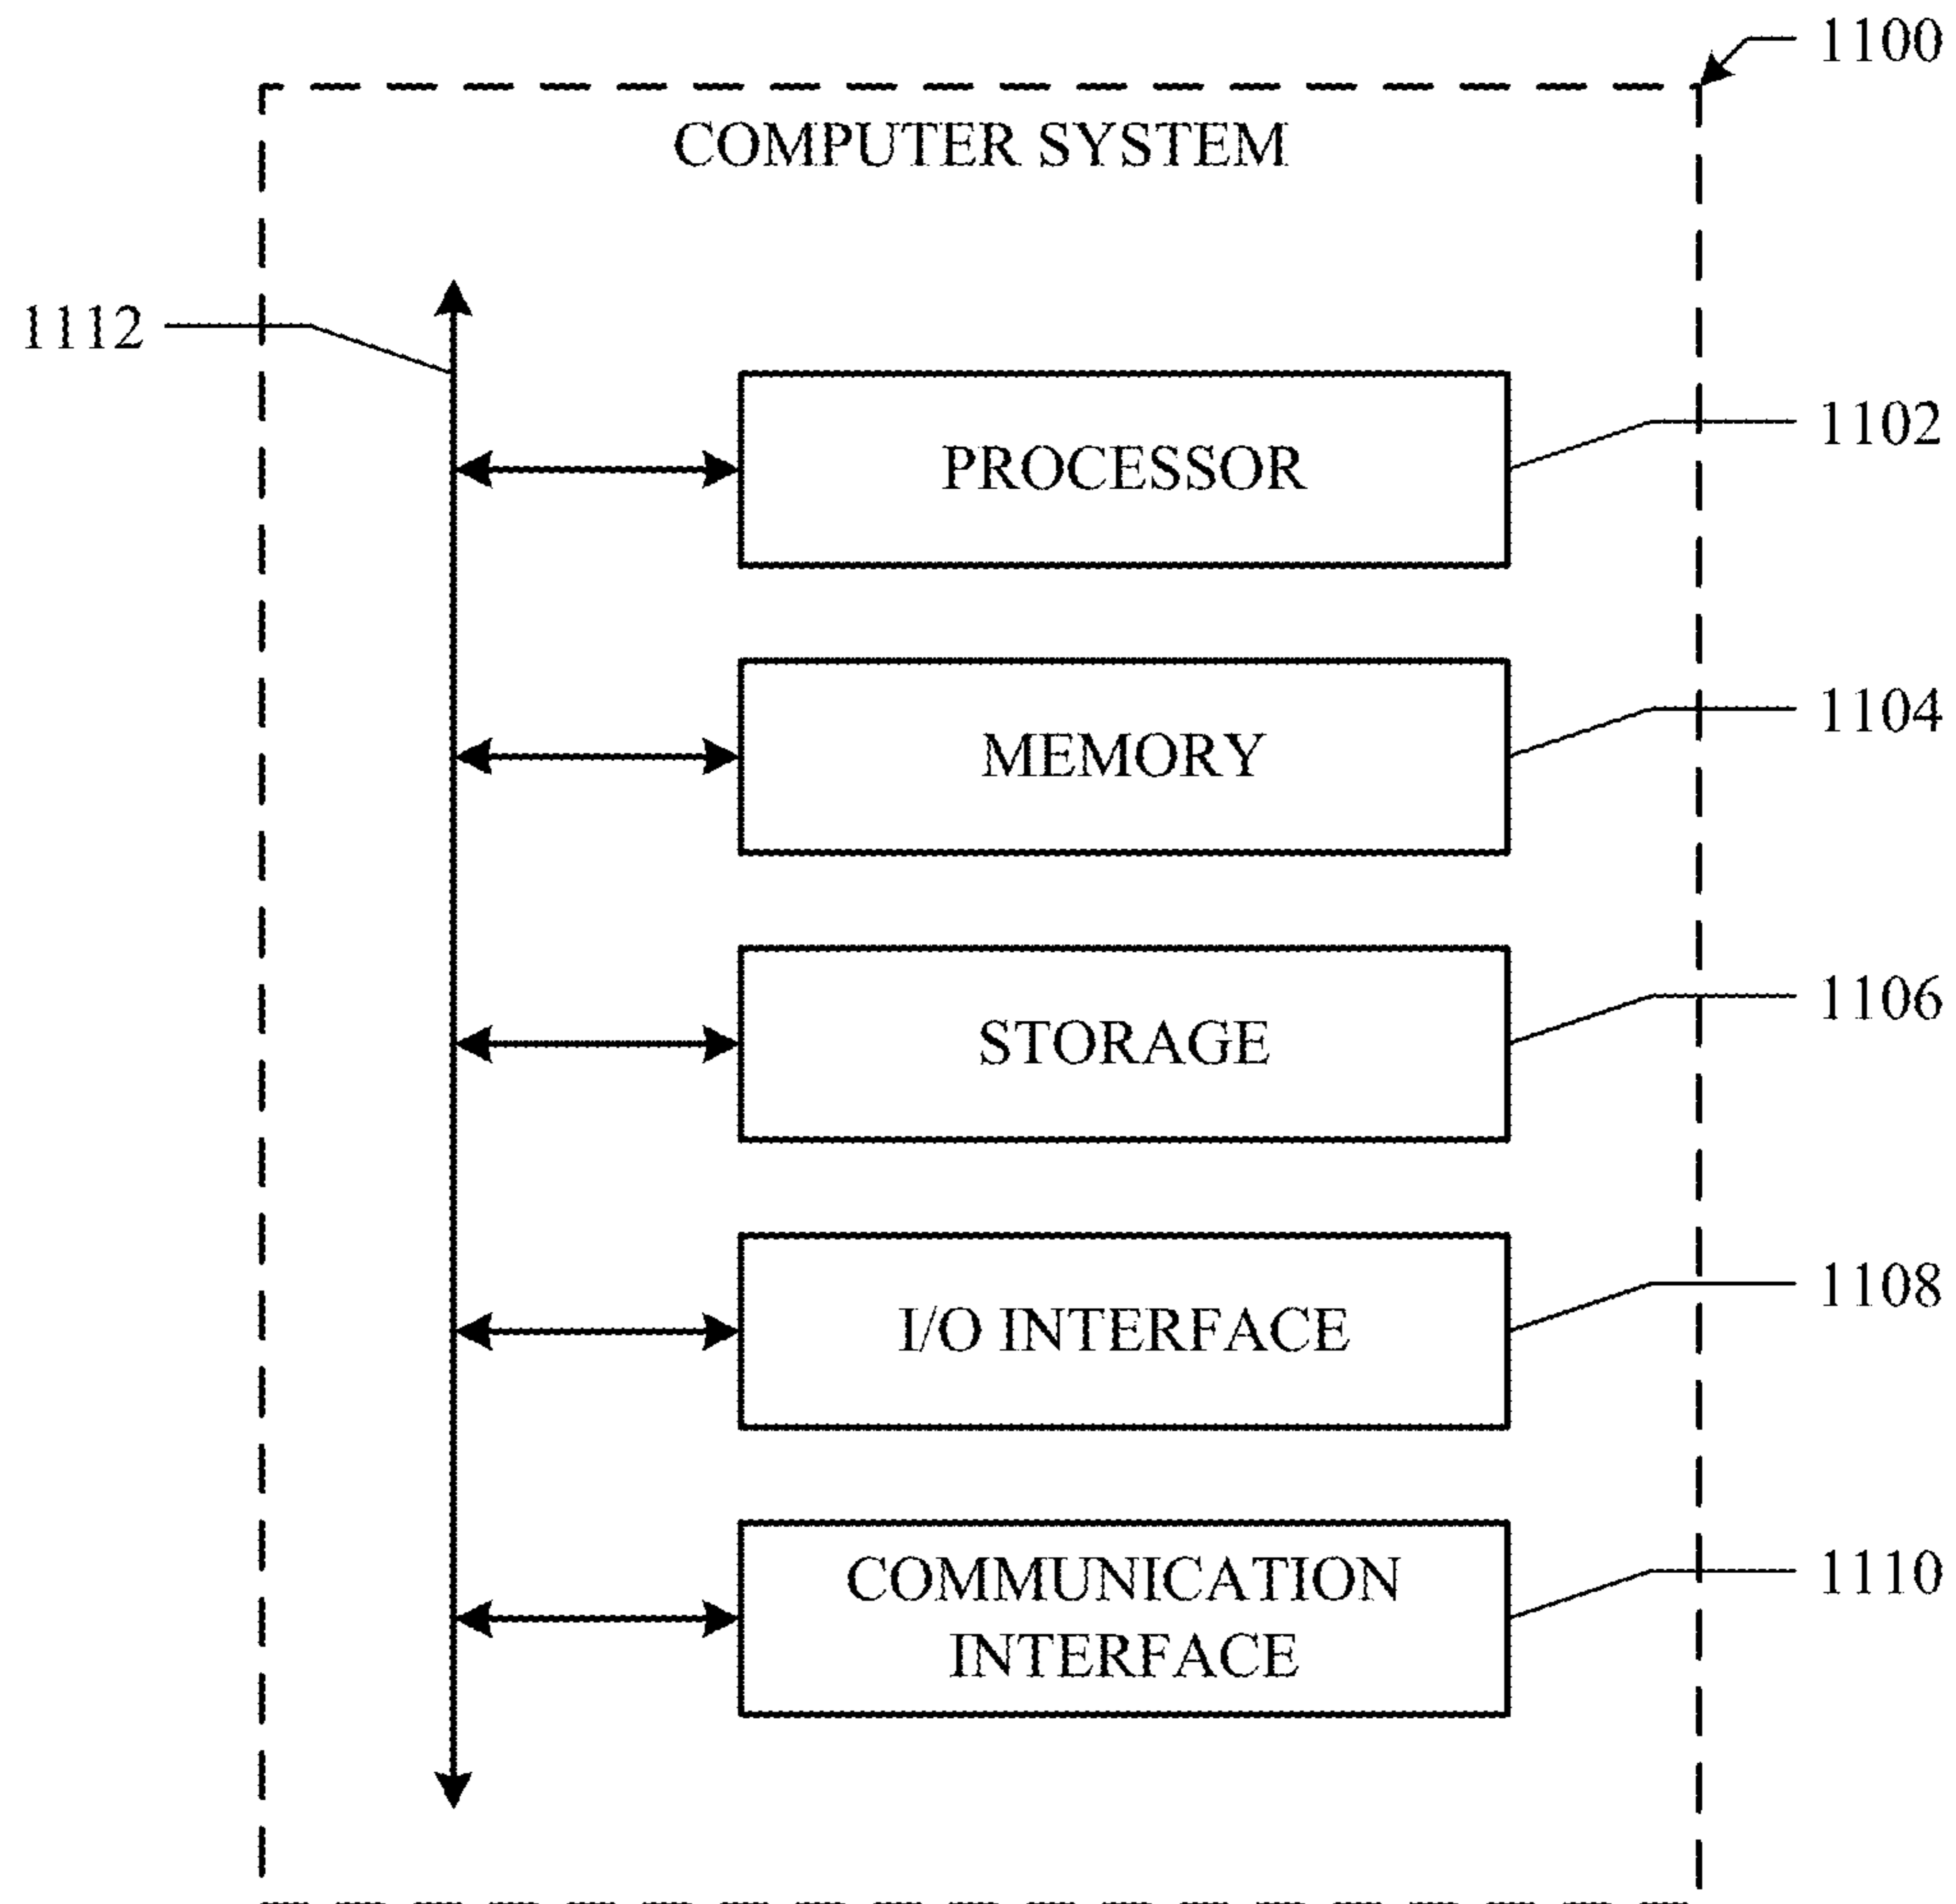 1100
COMPUTER SYSTEM
1112
PROCESSOR
1102
MEMORY
1104
STORAGE
1106
I/O INTERFACE
1108
COMMUNICATION
INTERFACE
1110